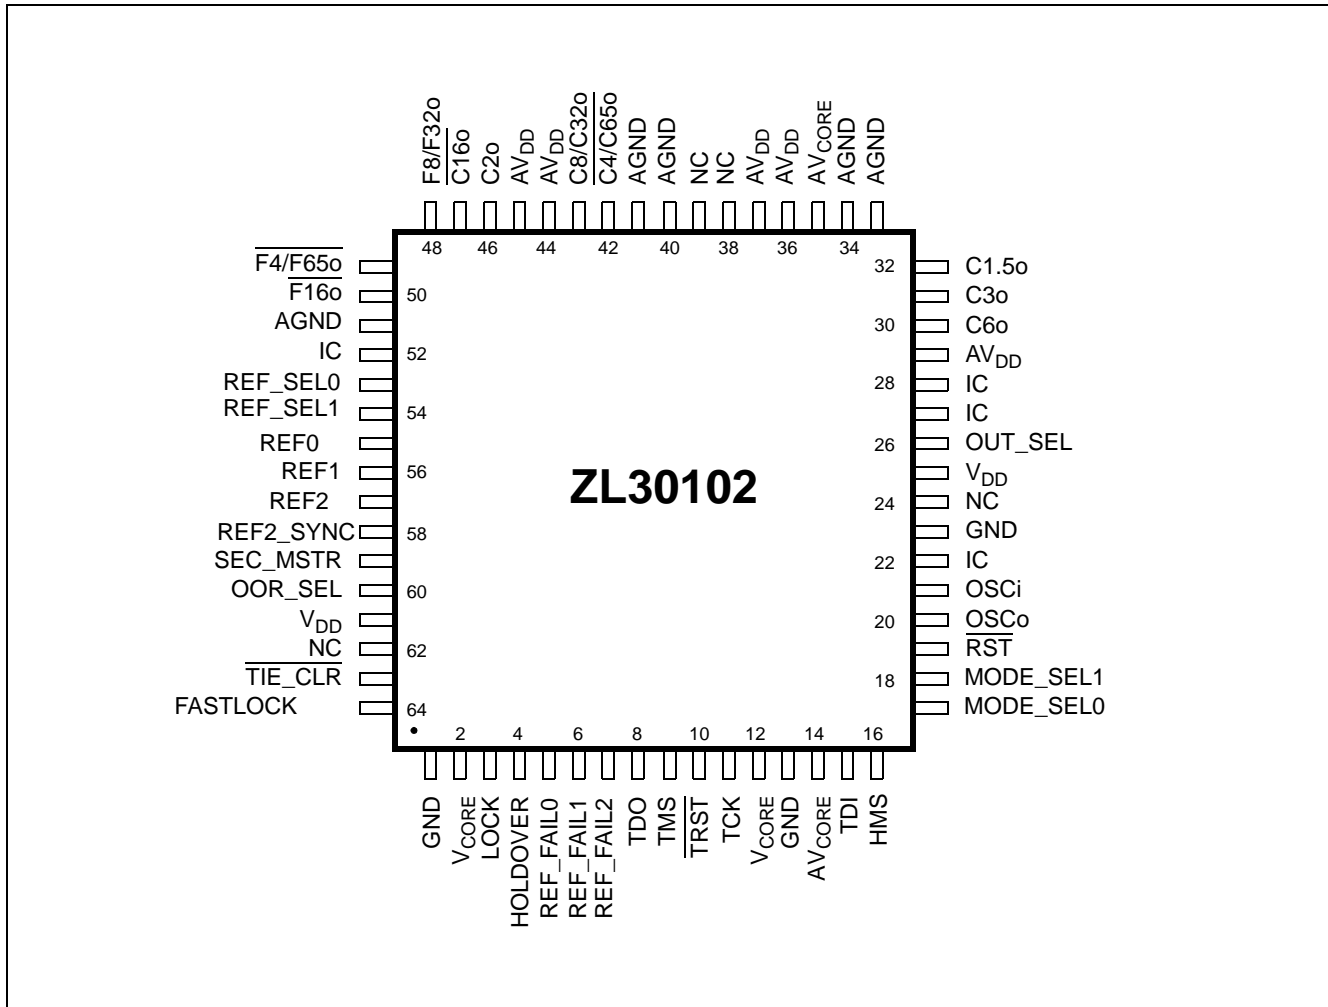 F8/F32o
C16o
C2o
AVDD
AVDD
C8/C32o
C4/C65o
AGND
AGND
NC
NC
AVDD
AVDD
AVCORE
AGND
AGND
48 46 44 42 40 38 36 34
F4/F65o
F16o 50
AGND
IC 52
REF_SEL0
REF_SEL1 54
REF0
REF1 56
REF2
REF2_SYNC 58
SEC_MSTR
OOR_SEL 60
VDD
NC 62
TIE_CLR
FASTLOCK 64
ZL30102
32 C1.5o
C3o
30 C6o
AVDD
28 IC
IC
26 OUT_SEL
VDD
24 NC
GND
22 IC
OSCi
20 OSCo
RST
18 MODE_SEL1
MODE_SEL0
2 4 6 8 10 12 14 16
GND
VCORE
LOCK
HOLDOVER
REF_FAIL0
REF_FAIL1
REF_FAIL2
TDO
TMS
TRST
TCK
VCORE
GND
AVCORE
TDI
HMS